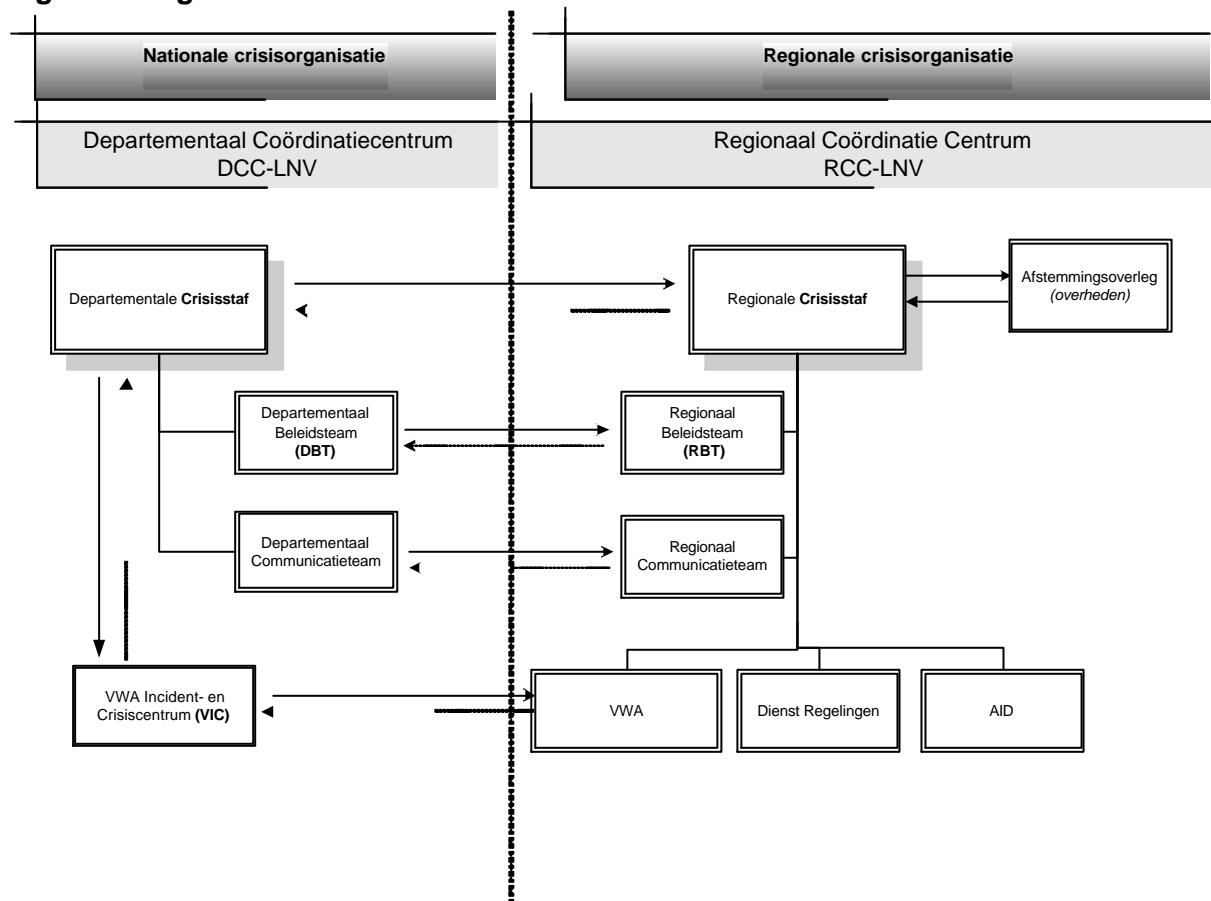 Nationale crisisorganisatie
Regionale crisisorganisatie
Departementaal Coördinatiecentrum
DCC-LNV
Regionaal Coördinatie Centrum
RCC-LNV
Departementale Crisisstaf
Regionale Crisisstaf
Afstemmingsoverleg
(overheden)
Departementaal
Beleidsteam
(DBT)
Regionaal
Beleidsteam
(RBT)
Departementaal
Communicatieteam
Regionaal
Communicatieteam
VWA Incident- en
Crisiscentrum (VIC)
VWA
Dienst Regelingen
AID